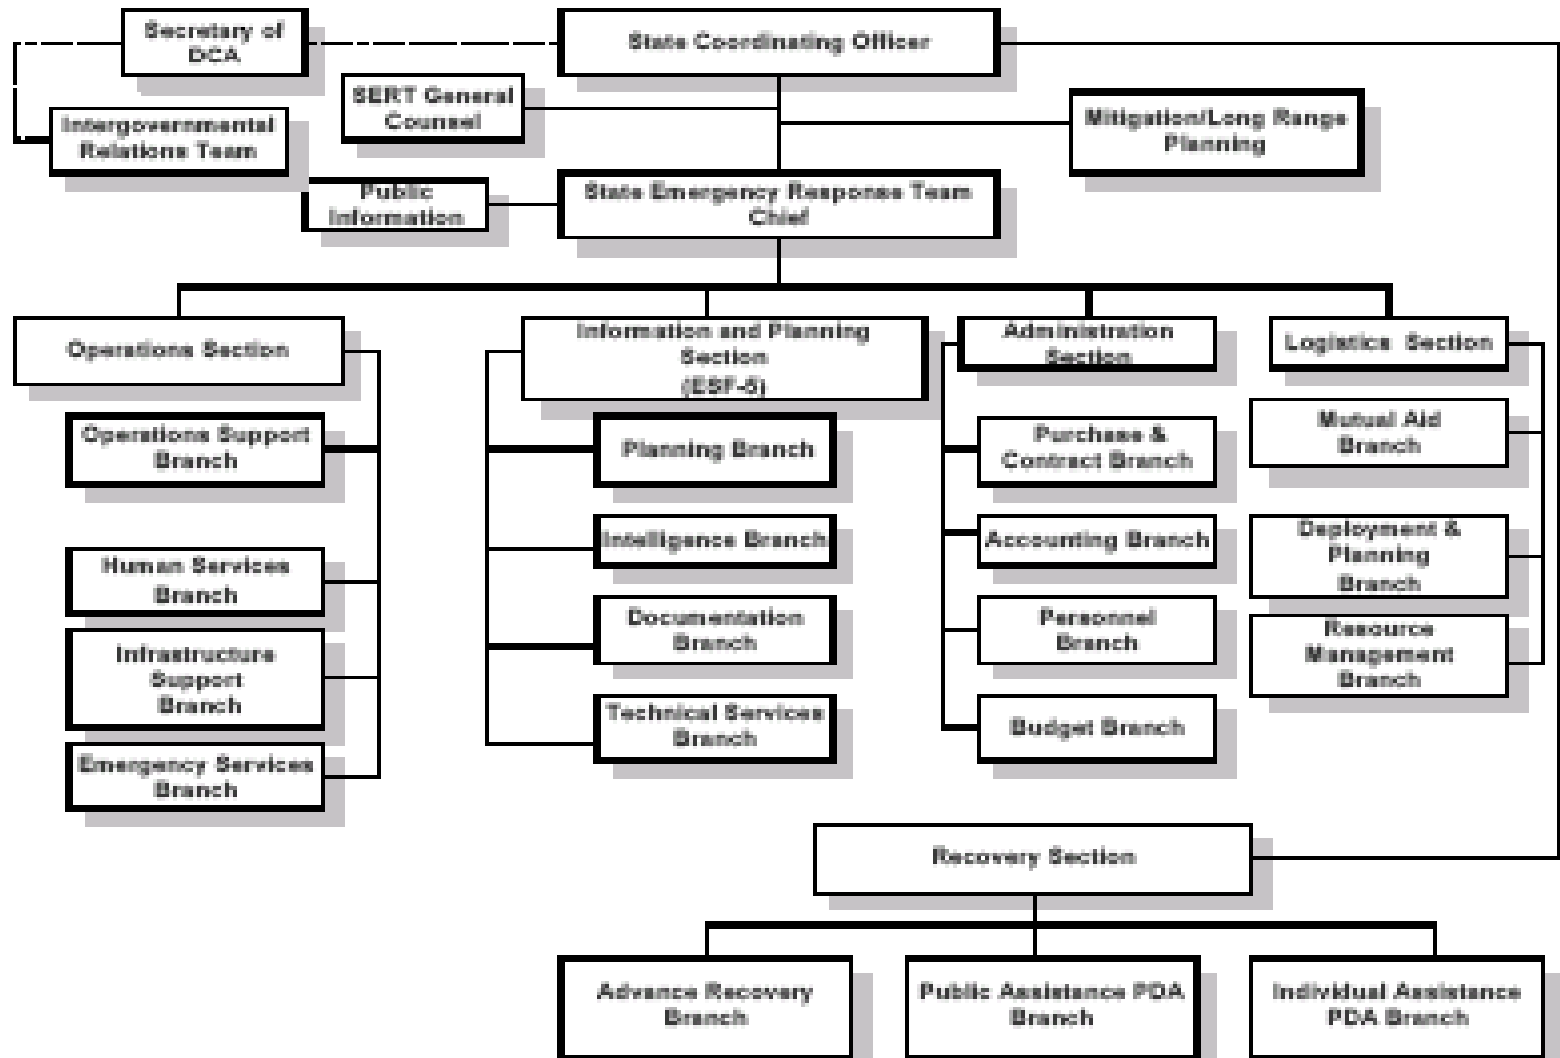 Secretary of
DCA
State Coordinating Officer
SERT General
Counsel
Intergovernmental
Relations Team
Mitigation/Long Range
Planning
Public
Information
State Emergency Response Team
Chief
Operations Section
Information and Planning
Section
(ESF-5)
Administration
Section
Logistics Section
Operations Support
Branch
Human Services
Branch
Infrastructure
Support
Branch
Emergency Services
Branch
Planning Branch
Intelligence Branch
Documentation
Branch
Technical Services
Branch
Purchase &
Contract Branch
Accounting Branch
Personnel
Branch
Budget Branch
Mutual Aid
Branch
Deployment &
Planning
Branch
Resource
Management
Branch
Recovery Section
Advance Recovery
Branch
Public Assistance PDA
Branch
Individual Assistance
PDA Branch